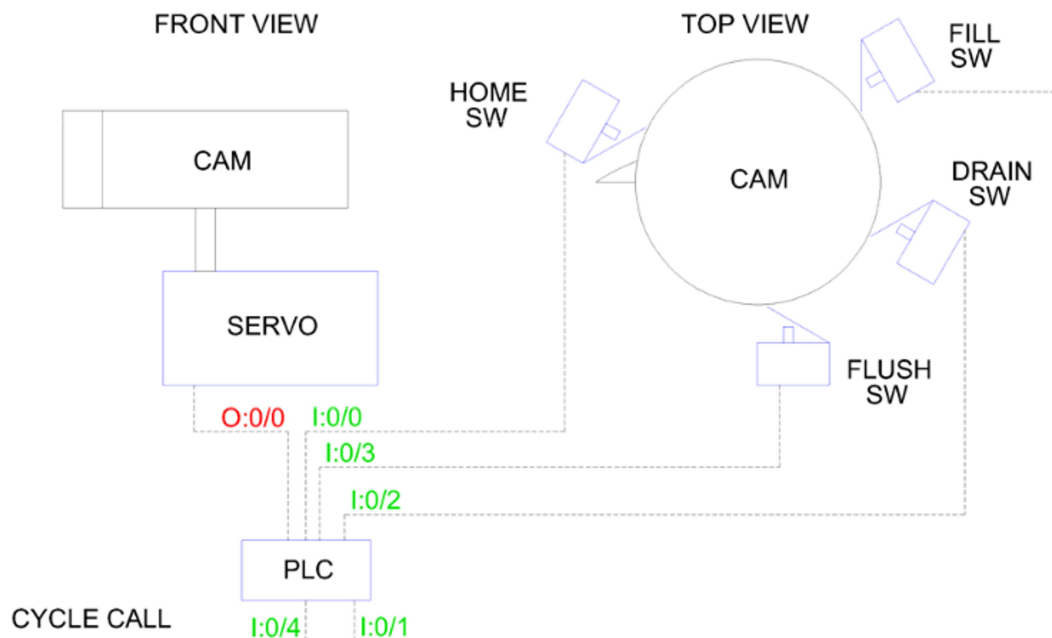 FRONT VIEW
TOP VIEW
FILL
SW
HOME
SW
CAM
CAM
DRAIN
SW
SERVO
FLUSH
SW
O:0/0
I:0/0
I:0/3
I:0/2
PLC
CYCLE CALL
I:0/4
I:0/1